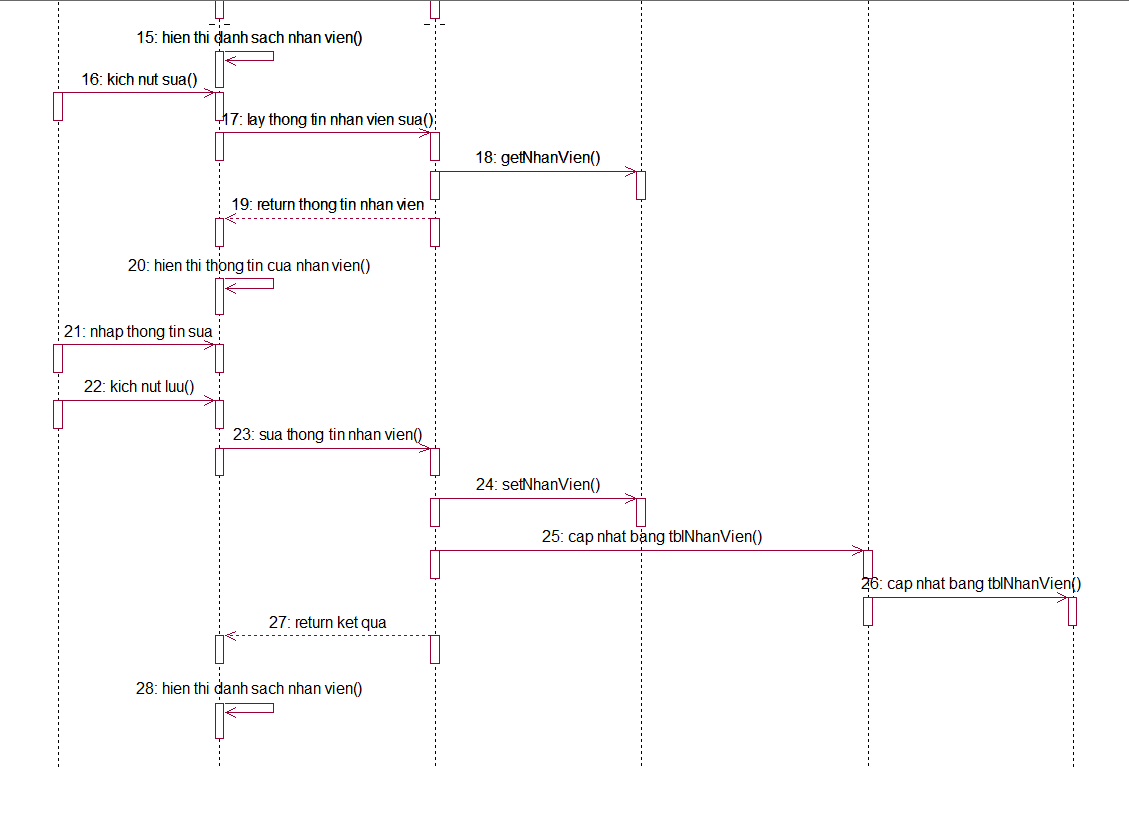 15: hien thi danh sach nhan vien()
16: kich nut sua()
17: lay thong tin nhan vien sua()
18: getNhanVien()
19: return thong tin nhan vien
20: hien thi thong tin cua nhan vien()
21: nhap thong tin sua
22: kich nut luu()
23: sua thong tin nhan vien()
24: setNhanVien()
25: cap nhat bang tblNhanVien()
26: cap nhat bang tblNhanVien()
27: return ket qua
28: hien thi danh sach nhan vien()